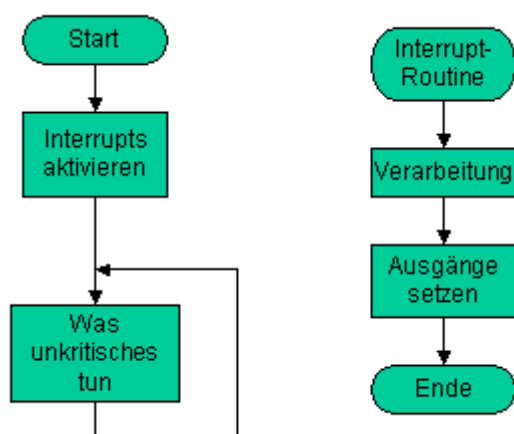 Start
Interrupts
aktivieren
Was
unkritisches
tun
Interrupt-
Routine
Verarbeitung
Ausgänge
setzen
Ende